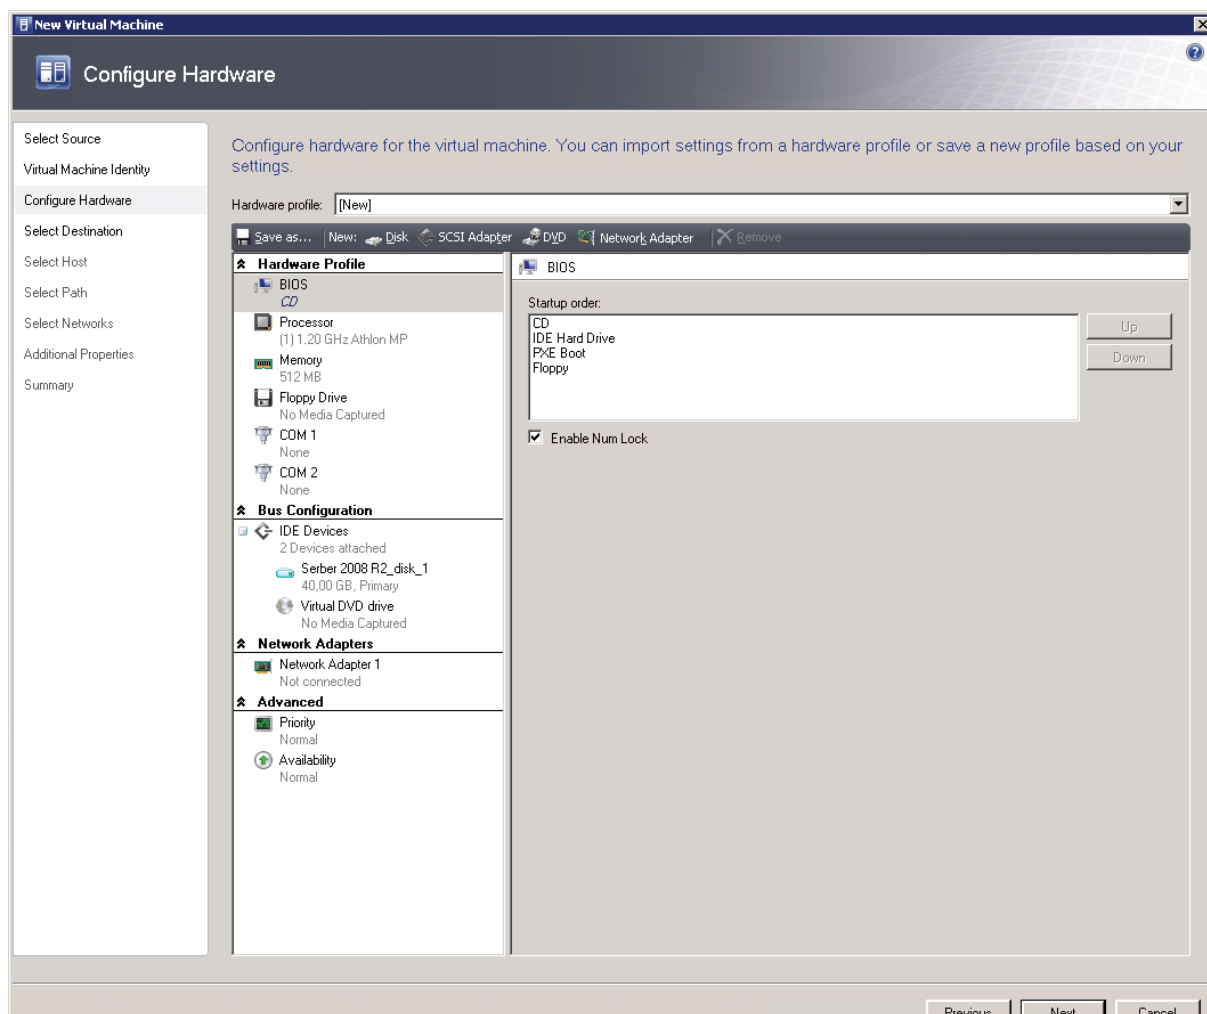 New Virtual Machine
Configure Hardware
Select Source
Virtual Machine Identity
Configure Hardware
Select Destination
Select Host
Select Path
Select Networks
Additional Properties
Summary
Configure hardware for the virtual machine. You can import settings from a hardware profile or save a new profile based on your
settings.
Hardware profile: [New]
Save as... New: Disk SCSI Adapter DVD Network Adapter Remove
Hardware Profile
BIOS
CD
Processor
(1) 1.20 GHz Athlon MP
Memory
512 MB
Floppy Drive
No Media Captured
COM 1
None
COM 2
None
Bus Configuration
IDE Devices
2 Devices attached
Serber 2008 R2_disk_1
40,00 GB, Primary
Virtual DVD drive
No Media Captured
Network Adapters
Network Adapter 1
Not connected
Advanced
Priority
Normal
Availability
Normal
BIOS
Startup order:
CD
IDE Hard Drive
PXE Boot
Floppy
Up
Down
Enable Num Lock
Previous Next Cancel